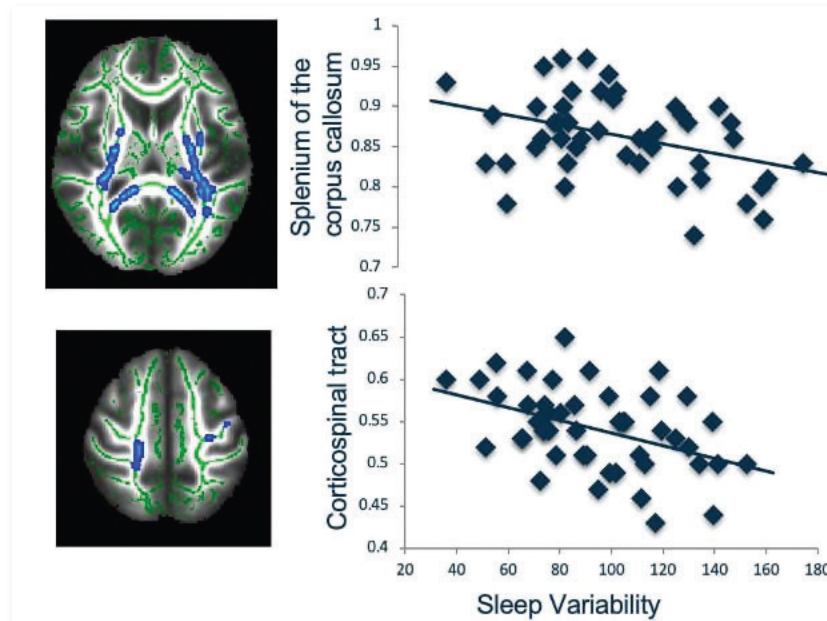 Splenium of the
corpus callosum
1
0.95
0.9
0.85
0.8
0.75
0.7
Corticospinal tract
0.7
0.65
0.6
0.55
0.5
0.45
0.4
20 40 60 80 100 120 140 160 180
Sleep Variability